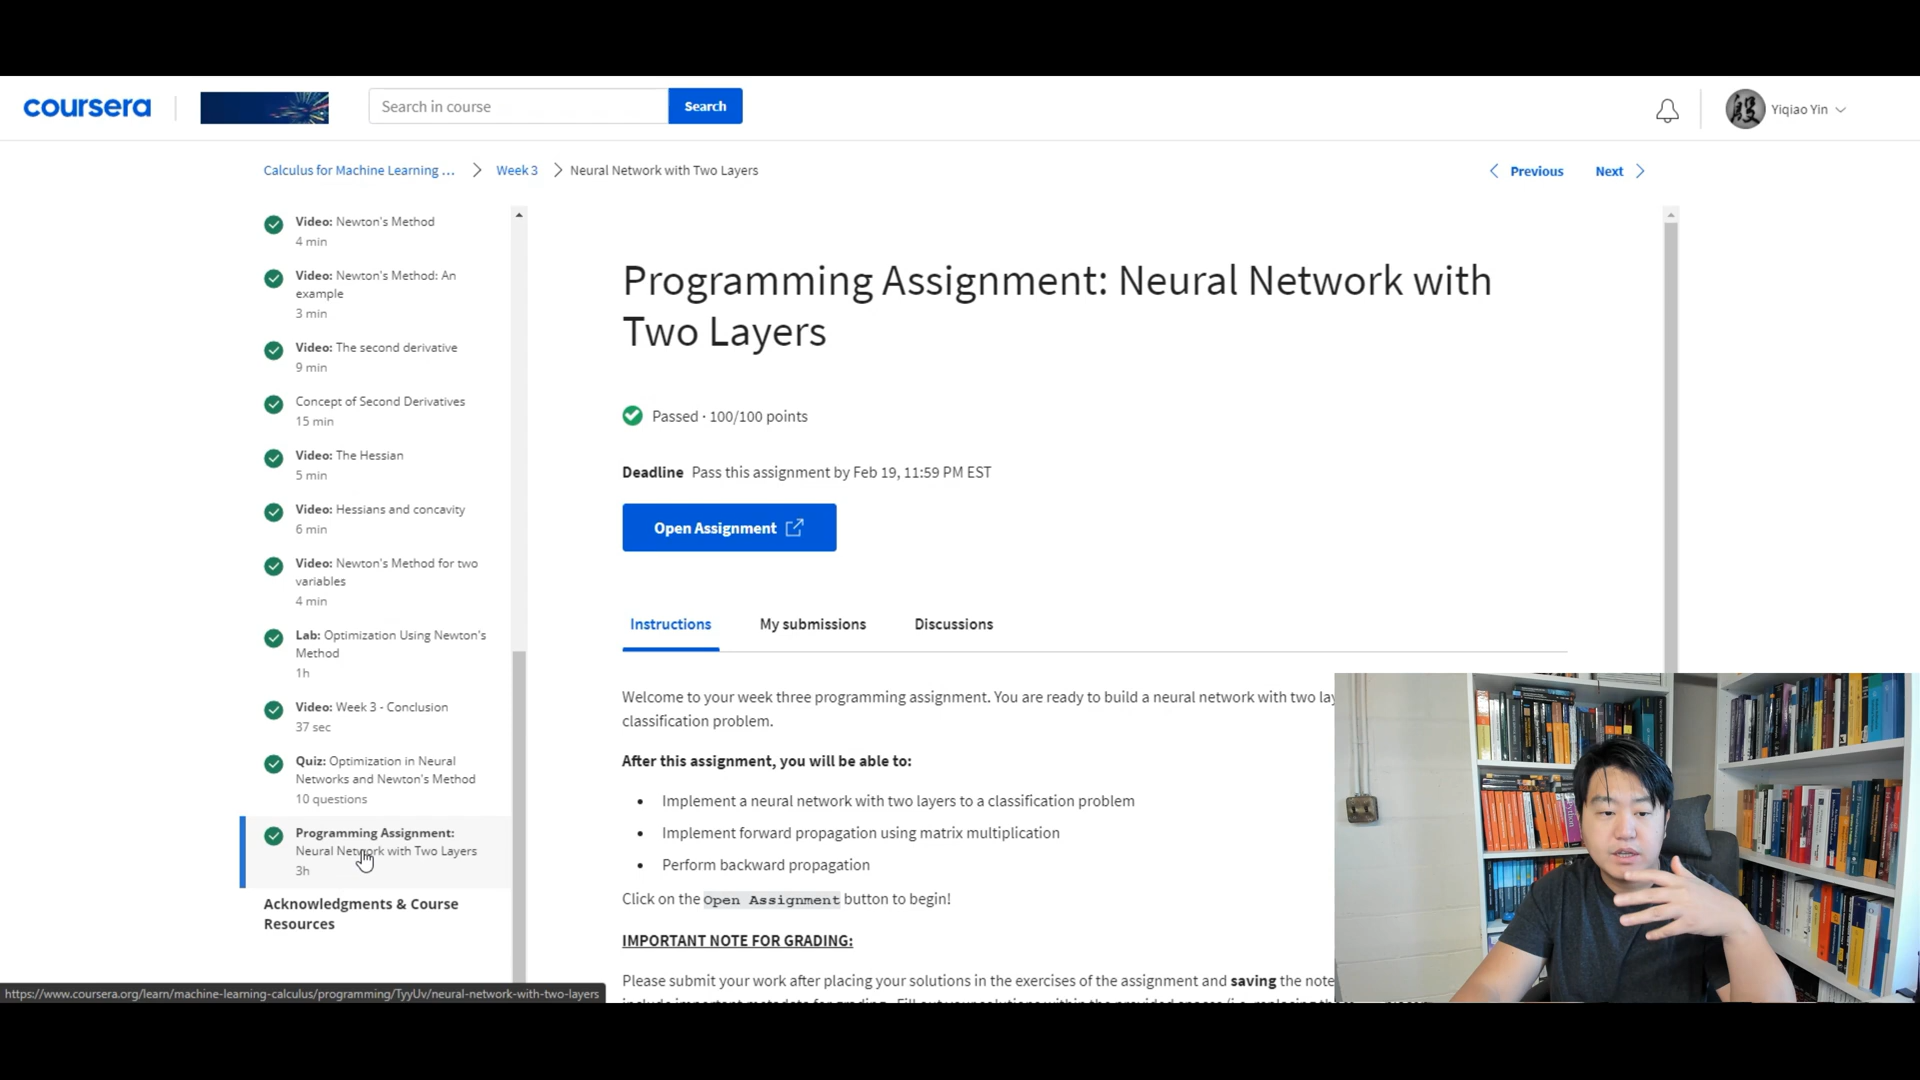 coursera
Search in course
Search
殷
Yiqiao Yin
Calculus for Machine Learning ...
Week 3
Neural Network with Two Layers
Previous
Next
Video: Newton's Method
4 min
Video: Newton's Method: An
example
3 min
Video: The second derivative
9 min
Concept of Second Derivatives
15 min
Video: The Hessian
5 min
Video: Hessians and concavity
6 min
Video: Newton's Method for two
variables
4 min
Lab: Optimization Using Newton's
Method
1h
Video: Week 3 - Conclusion
37 sec
Quiz: Optimization in Neural
Networks and Newton's Method
10 questions
Programming Assignment:
Neural Network with Two Layers
3h
Acknowledgments & Course
Resources
Programming Assignment: Neural Network with
Two Layers
Passed · 100/100 points
Deadline Pass this assignment by Feb 19, 11:59 PM EST
Open Assignment
Instructions
My submissions
Discussions
Welcome to your week three programming assignment. You are ready to build a neural network with two
classification problem.
After this assignment, you will be able to:
• Implement a neural network with two layers to a classification problem
• Implement forward propagation using matrix multiplication
• Perform backward propagation
Click on the Open Assignment button to begin!
IMPORTANT NOTE FOR GRADING:
Please submit your work after placing your solutions in the exercises of the assignment and saving the
https://www.coursera.org/learn/machine-learning-calculus/programming/TyyUv/neural-network-with-two-layers